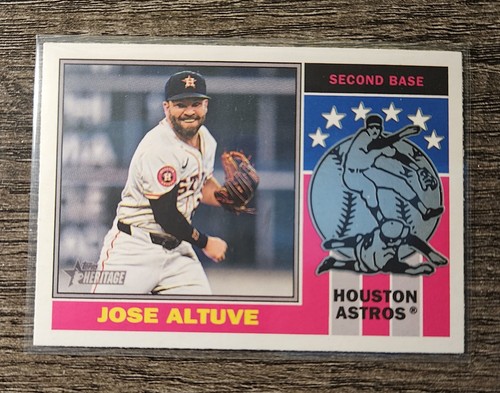 SECOND BASE
Topps
HERITAGE
JOSE ALTUVE
HOUSTON
ASTROS®